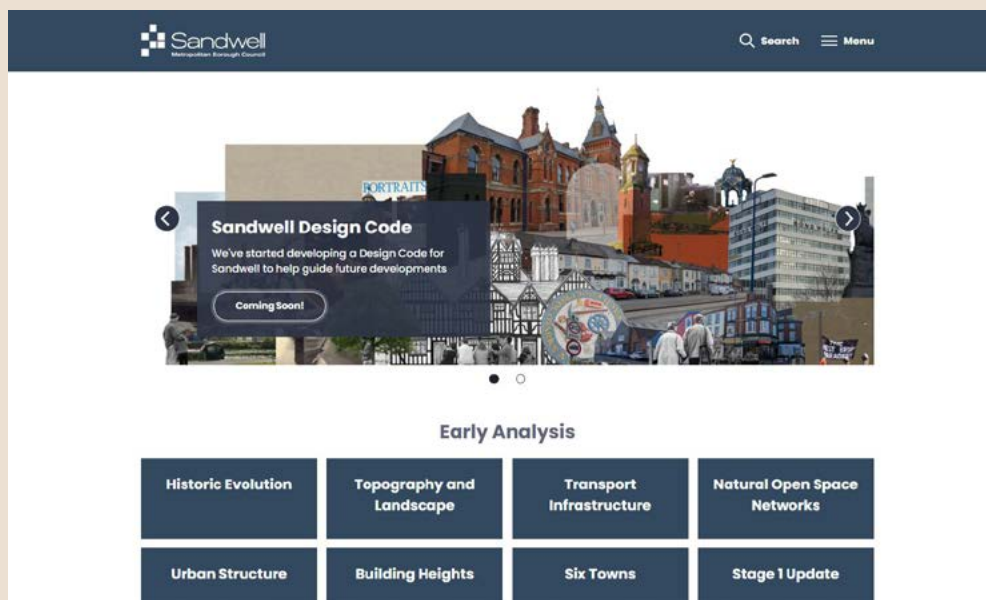 Sandwell
Metropolitan Borough Council
Search
Menu
PORTRAITS
Sandwell Design Code
We've started developing a Design Code for
Sandwell to help guide future developments
Coming Soon!
Early Analysis
Historic Evolution
Topography and
Landscape
Transport
Infrastructure
Natural Open Space
Networks
Urban Structure
Building Heights
Six Towns
Stage 1 Update